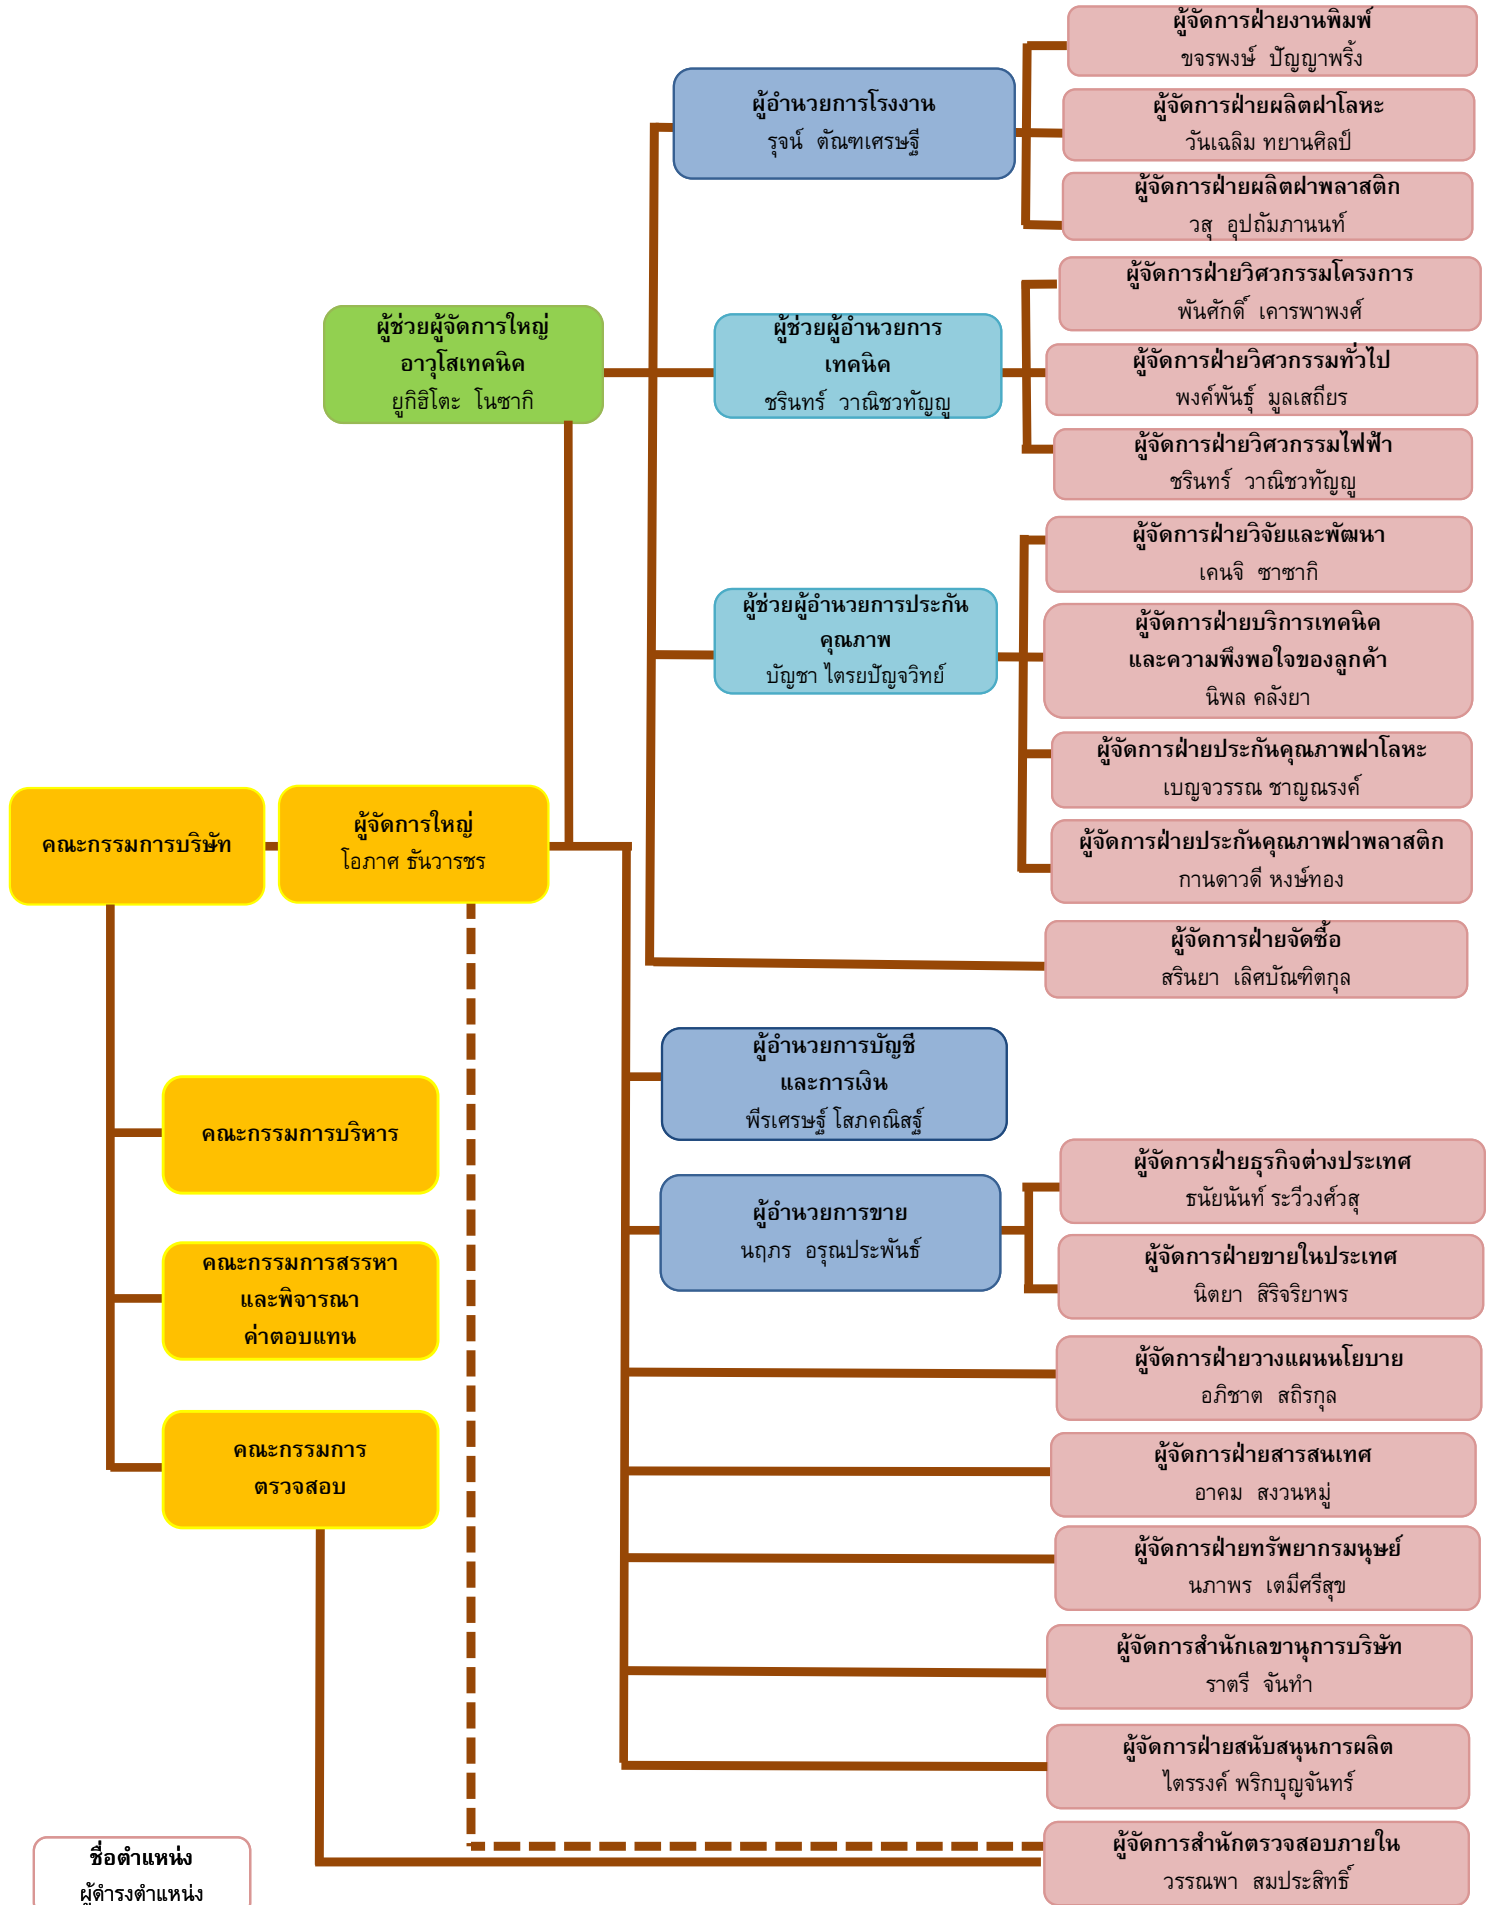 ผู้จัดการฝ่ายงานพิมพ์
ขจรพงษ์ ปัญญาพริ้ง
ผู้อำนวยการโรงงาน
รุจน์ ตัณฑเศรษฐี
ผู้จัดการฝ่ายผลิตฝาโลหะ
วันเฉลิม ทยานศิลป์
ผู้จัดการฝ่ายผลิตฝาพลาสติก
วสุ อุปถัมภานนท์
ผู้จัดการฝ่ายวิศวกรรมโครงการ
พันศักดิ์ เคารพาพงศ์
ผู้ช่วยผู้จัดการใหญ่
อาวุโสเทคนิค
ยูกิฮิโตะ โนซากิ
ผู้ช่วยผู้อำนวยการ
เทคนิค
ชรินทร์ วาณิชวทัญญู
ผู้จัดการฝ่ายวิศวกรรมทั่วไป
พงค์พันธุ์ มูลเสถียร
ผู้จัดการฝ่ายวิศวกรรมไฟฟ้า
ชรินทร์ วาณิชวทัญญู
ผู้จัดการฝ่ายวิจัยและพัฒนา
เคนจิ ซาซากิ
ผู้ช่วยผู้อำนวยการประกัน
คุณภาพ
บัญชา ไตรยปัญจวิทย์
ผู้จัดการฝ่ายบริการเทคนิค
และความพึงพอใจของลูกค้า
นิพล คลังยา
ผู้จัดการฝ่ายประกันคุณภาพฝาโลหะ
เบญจวรรณ ชาญณรงค์
คณะกรรมการบริษัท
ผู้จัดการใหญ่
โอภาศ ธันวารชร
ผู้จัดการฝ่ายประกันคุณภาพฝาพลาสติก
กานดาวดี หงษ์ทอง
ผู้จัดการฝ่ายจัดซื้อ
สรินยา เลิศบัณฑิตกุล
ผู้อำนวยการบัญชี
และการเงิน
พีรเศรษฐ์ โสภคณิสฐ์
คณะกรรมการบริหาร
ผู้จัดการฝ่ายธุรกิจต่างประเทศ
ธนัยนันท์ ระวีวงศ์วสุ
ผู้อำนวยการขาย
นฤภร อรุณประพันธ์
ผู้จัดการฝ่ายขายในประเทศ
นิตยา สิริจริยาพร
คณะกรรมการสรรหา
และพิจารณา
ค่าตอบแทน
ผู้จัดการฝ่ายวางแผนนโยบาย
อภิชาต สถิรกุล
คณะกรรมการ
ตรวจสอบ
ผู้จัดการฝ่ายสารสนเทศ
อาคม สงวนหมู่
ผู้จัดการฝ่ายทรัพยากรมนุษย์
นภาพร เตมีศรีสุข
ผู้จัดการสำนักเลขานุการบริษัท
ราตรี จันทำ
ผู้จัดการฝ่ายสนับสนุนการผลิต
ไตรรงค์ พริกบุญจันทร์
ผู้จัดการสำนักตรวจสอบภายใน
วรรณพา สมประสิทธิ์
ชื่อตำแหน่ง
ผู้ดำรงตำแหน่ง